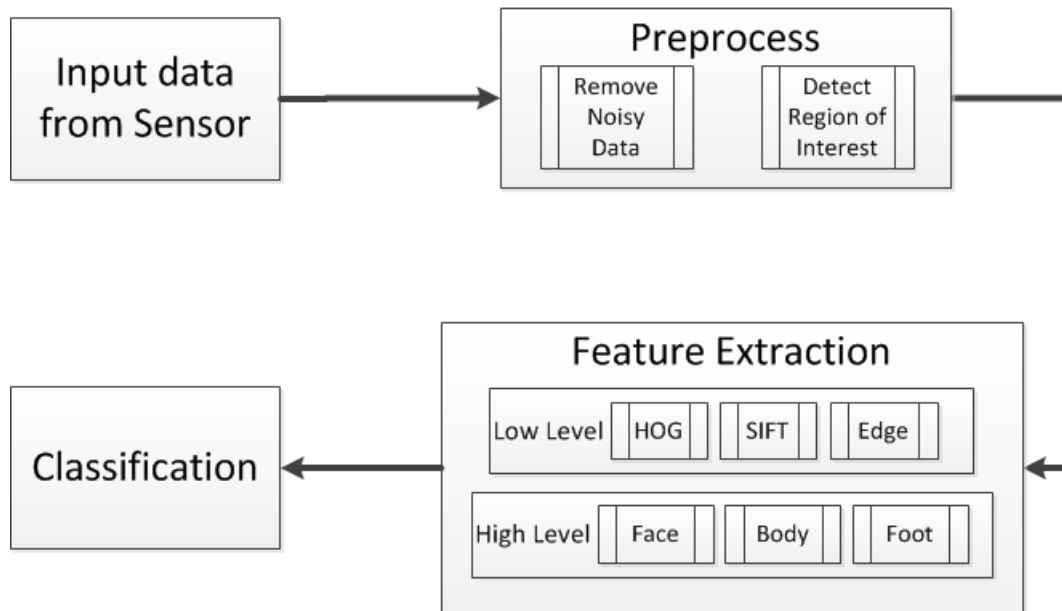 Input data
from Sensor
Preprocess
Remove
Noisy
Data
Detect
Region of
Interest
Feature Extraction
Low Level HOG SIFT Edge
High Level Face Body Foot
Classification